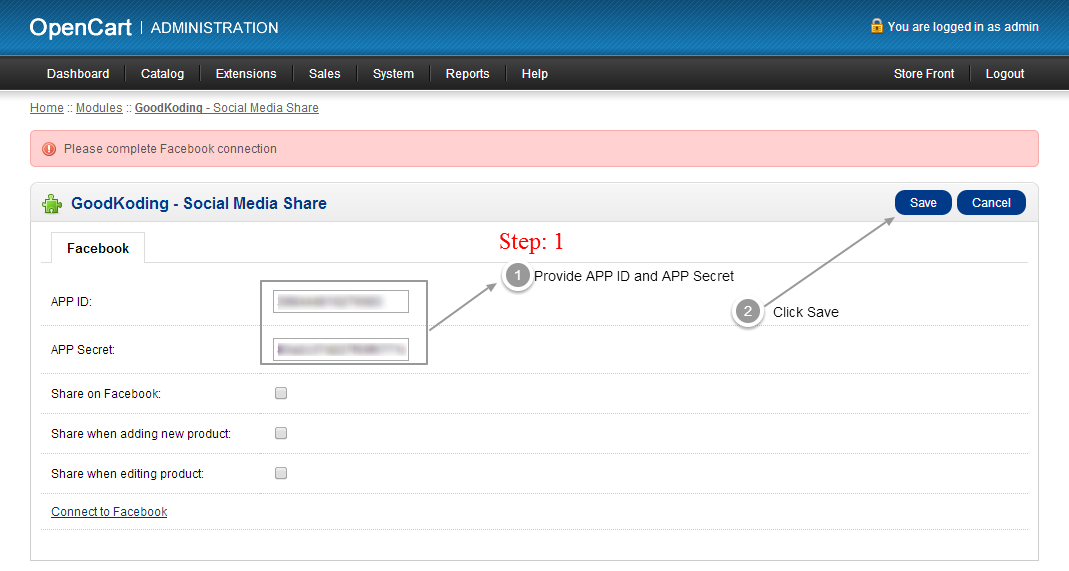 OpenCart | ADMINISTRATION
You are logged in as admin
Dashboard Catalog Extensions Sales System Reports Help Store Front Logout
Home :: Modules :: GoodKoding - Social Media Share
Please complete Facebook connection
GoodKoding - Social Media Share
Save Cancel
Facebook
Step: 1
1 Provide APP ID and APP Secret
APP ID:
2 Click Save
APP Secret:
Share on Facebook:
Share when adding new product:
Share when editing product:
Connect to Facebook